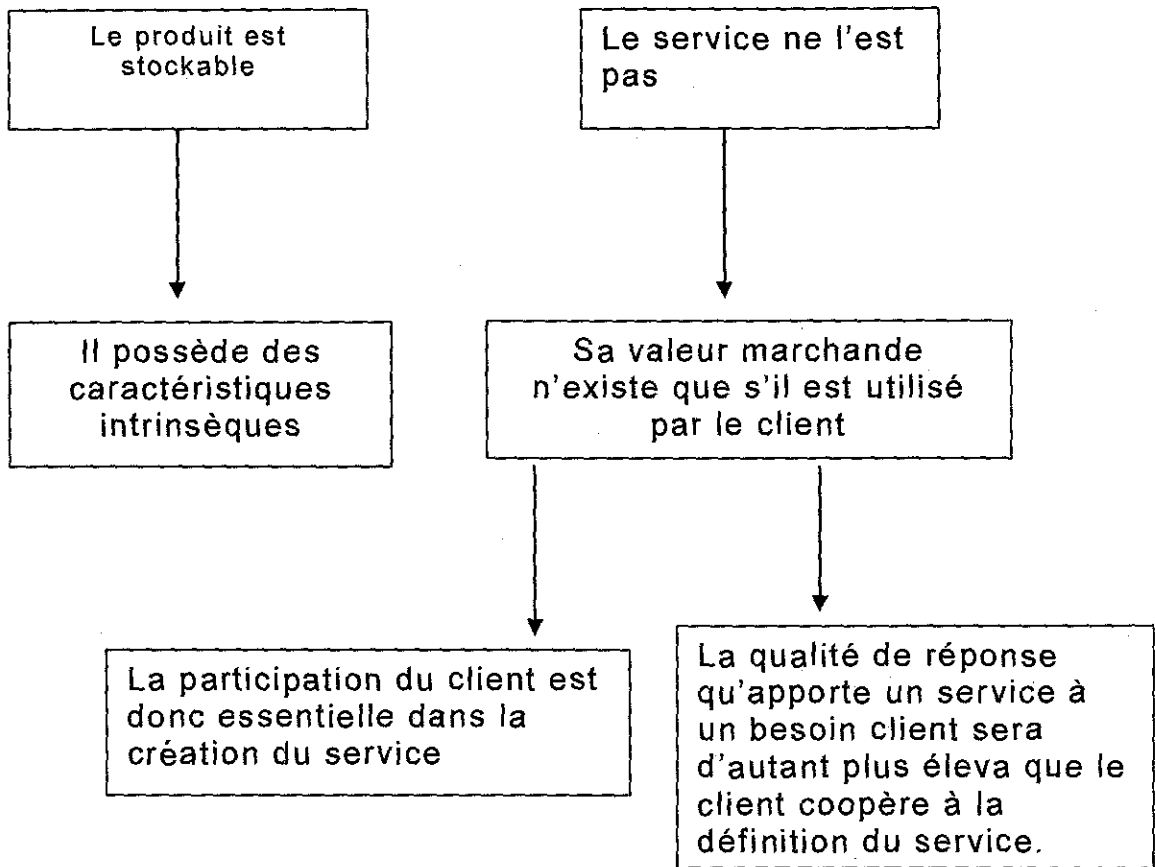 Le produit est
stockable
Le service ne l'est
pas
Il possède des
caractéristiques
intrinsèques
Sa valeur marchande
n'existe que s'il est utilisé
par le client
La participation du client est
donc essentielle dans la
création du service
La qualité de réponse
qu'apporte un service à
un besoin client sera
d'autant plus éleva que le
client coopère à la
définition du service.